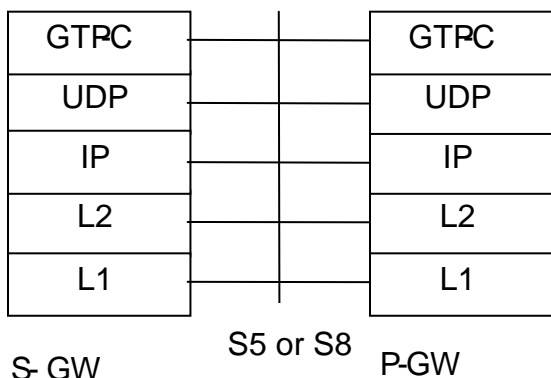 GTP-C GTP-C
UDP UDP
IP IP
L2 L2
L1 L1
S5 or S8
S- GW P-GW